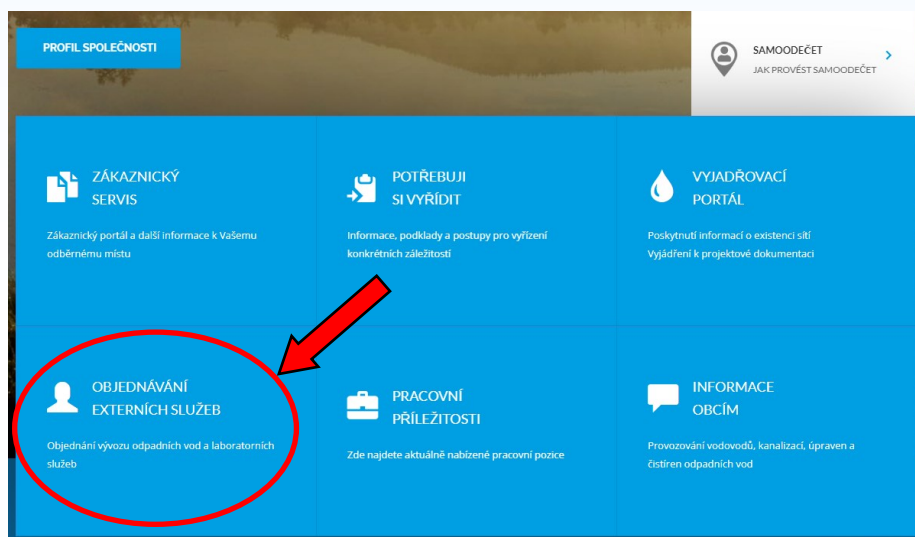 PROFIL SPOLEČNOSTI
SAMOODEČET
JAK PROVÉST SAMOODEČET
ZÁKAZNICKÝ
SERVIS
Zákaznický portál a další informace k Vašemu
odběrnému místu
POTŘEBUJI
SI VYŘÍDIT
Informace, podklady a postupy pro vyřízení
konkrétních záležitostí
VYJADŘOVACÍ
PORTÁL
Poskytnutí informací o existenci sítí
Vyjádření k projektové dokumentaci
OBJEDNÁVÁNÍ
EXTERNÍCH SLUŽEB
Objednání vývozu odpadních vod a laboratorních
služeb
PRACOVNÍ
PŘÍLEŽITOSTI
Zde najdete aktuálně nabízené pracovní pozice
INFORMACE
OBCÍM
Provozování vodovodů, kanalizací, úpraven a
čistíren odpadních vod